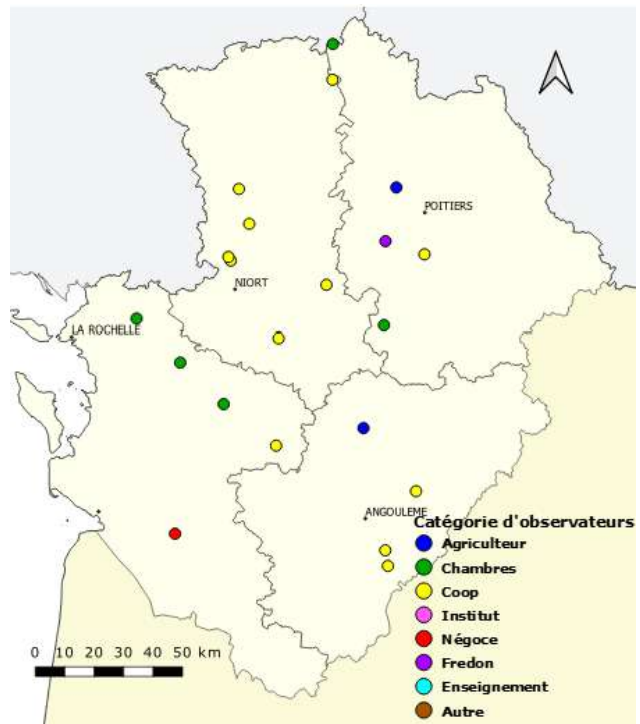 POITIERS
NIORT
LA ROCHELLE
ANGOULEME
Catégorie d'observateurs
Agriculteur
Chambres
Coop
Institut
Négoce
Fredon
Enseignement
Autre
0 10 20 30 40 50 km